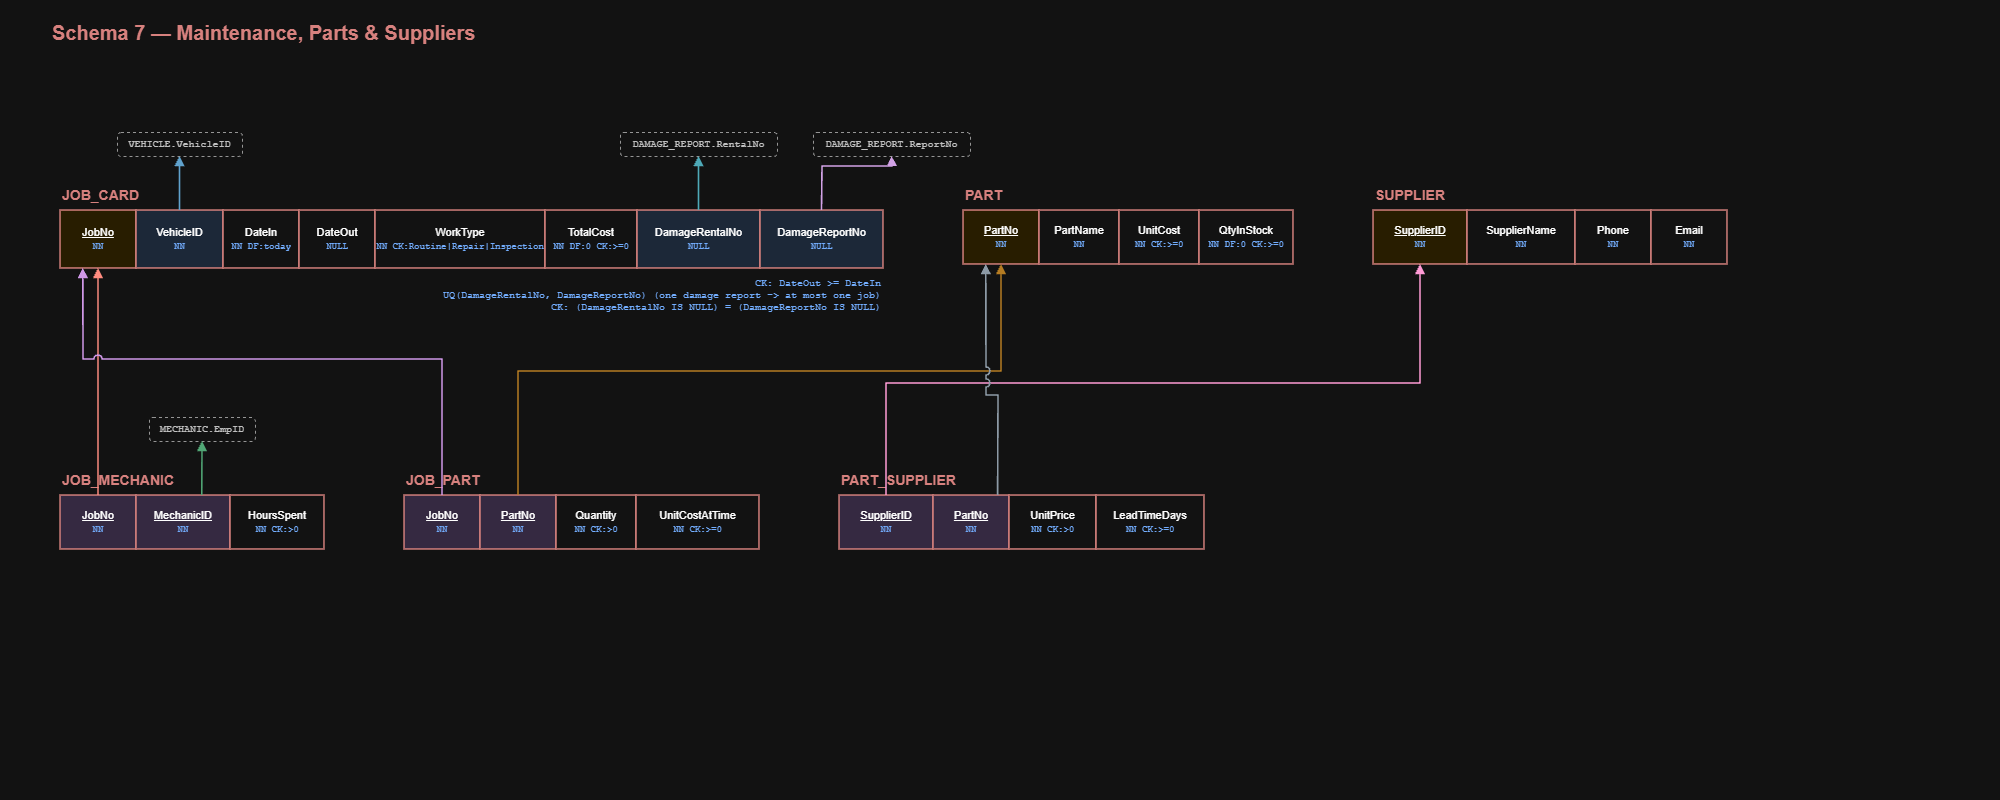 Schema 7 — Maintenance, Parts & Suppliers
VEHICLE.VehicleID
DAMAGE_REPORT.RentalNo
DAMAGE_REPORT.ReportNo
JOB_CARD
JobNo
NN
VehicleID
NN
DateIn
NN DF:today
DateOut
NULL
WorkType
NN CK:Routine|Repair|Inspection
TotalCost
NN DF:0 CK:>=0
DamageRentalNo
NULL
DamageReportNo
NULL
CK: DateOut >= DateIn
UQ(DamageRentalNo, DamageReportNo) (one damage report -> at most one job)
CK: (DamageRentalNo IS NULL) = (DamageReportNo IS NULL)
PART
PartNo
NN
PartName
NN
UnitCost
NN CK:>=0
QtyInStock
NN DF:0 CK:>=0
SUPPLIER
SupplierID
NN
SupplierName
NN
Phone
NN
Email
NN
MECHANIC.EmpID
JOB_MECHANIC
JobNo
NN
MechanicID
NN
HoursSpent
NN CK:>0
JOB_PART
JobNo
NN
PartNo
NN
Quantity
NN CK:>0
UnitCostAtTime
NN CK:>=0
PART_SUPPLIER
SupplierID
NN
PartNo
NN
UnitPrice
NN CK:>0
LeadTimeDays
NN CK:>=0